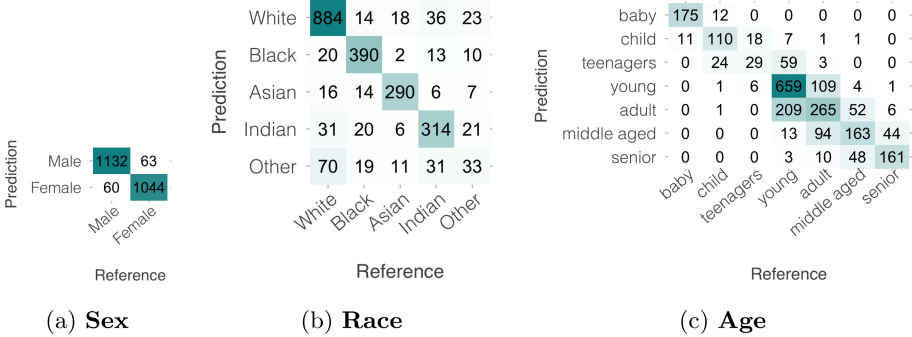 Prediction
Male 1132 63
Female 60 1044
Male Female
Reference
(a) Sex
Prediction
White 884 14 18 36 23
Black 20 390 2 13 10
Asian 16 14 290 6 7
Indian 31 20 6 314 21
Other 70 19 11 31 33
White Black Asian Indian Other
Reference
(b) Race
Prediction
baby 175 12 0 0 0 0 0
child 11 110 18 7 1 1 0
teenagers 0 24 29 59 3 0 0
young 0 1 6 659 109 4 1
adult 0 1 0 209 265 52 6
middle aged 0 0 0 13 94 163 44
senior 0 0 0 3 10 48 161
baby child teenagers young adult middle aged senior
Reference
(c) Age